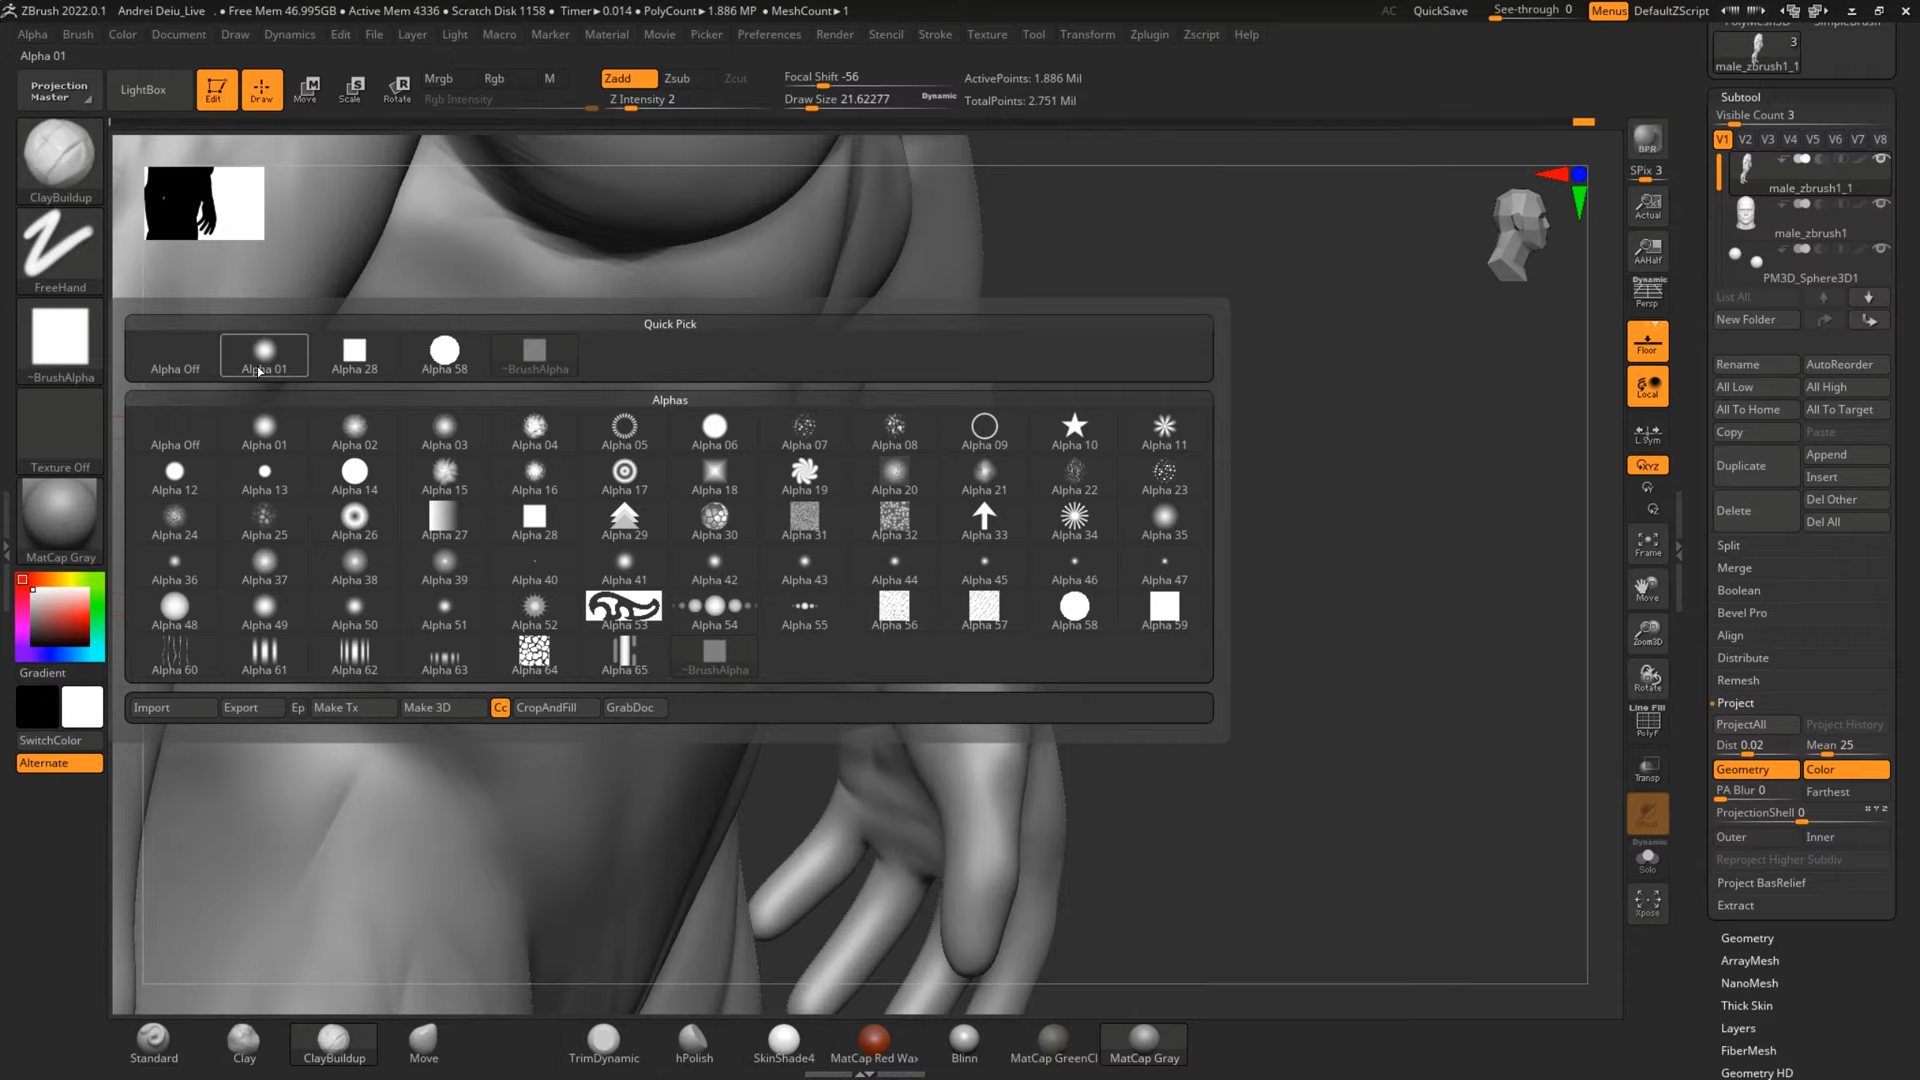 ZBrush 2022.0.1 Andrei Deiu_Live . • Free Mem 46.995GB • Active Mem 4336 • Scratch Disk 1158 • Timer▸0.014 • PolyCount▸1.886 MP • MeshCount▸1 AC QuickSave See-through 0 Menus DefaultZScript
Alpha Brush Color Document Draw Dynamics Edit File Layer Light Macro Marker Material Movie Picker Preferences Render Stencil Stroke Texture Tool Transform Zplugin Zscript Help
Alpha 01
Projection Master
LightBox
Edit
Draw
Move
Scale
Rotate
Mrgb Rgb M
Rgb Intensity
Zadd Zsub Zcut
Z Intensity 2
Focal Shift -56
Draw Size 21.62277
Dynamic
ActivePoints: 1.886 Mil
TotalPoints: 2.751 Mil
ClayBuildup
FreeHand
~BrushAlpha
Texture Off
MatCap Gray
Gradient
SwitchColor
Alternate
Quick Pick
Alpha Off Alpha 01 Alpha 28 Alpha 58 ~BrushAlpha
Alphas
Alpha Off Alpha 01 Alpha 02 Alpha 03 Alpha 04 Alpha 05 Alpha 06 Alpha 07 Alpha 08 Alpha 09 Alpha 10 Alpha 11
Alpha 12 Alpha 13 Alpha 14 Alpha 15 Alpha 16 Alpha 17 Alpha 18 Alpha 19 Alpha 20 Alpha 21 Alpha 22 Alpha 23
Alpha 24 Alpha 25 Alpha 26 Alpha 27 Alpha 28 Alpha 29 Alpha 30 Alpha 31 Alpha 32 Alpha 33 Alpha 34 Alpha 35
Alpha 36 Alpha 37 Alpha 38 Alpha 39 Alpha 40 Alpha 41 Alpha 42 Alpha 43 Alpha 44 Alpha 45 Alpha 46 Alpha 47
Alpha 48 Alpha 49 Alpha 50 Alpha 51 Alpha 52 Alpha 53 Alpha 54 Alpha 55 Alpha 56 Alpha 57 Alpha 58 Alpha 59
Alpha 60 Alpha 61 Alpha 62 Alpha 63 Alpha 64 Alpha 65 ~BrushAlpha
Import Export Ep Make Tx Make 3D Cc CropAndFill GrabDoc
BPR
SPix 3
Actual
AAHalf
Dynamic
Persp
Floor
Local
L.Sym
XYZ
Frame
Move
Zoom3D
Rotate
Line Fill
PolyF
Transp
Dynamic
Solo
Xpose
3
male_zbrush1_1
Subtool
Visible Count 3
V1 V2 V3 V4 V5 V6 V7 V8
male_zbrush1_1
male_zbrush1
PM3D_Sphere3D1
List All
New Folder
Rename AutoReorder
All Low All High
All To Home All To Target
Copy Paste
Duplicate Append
Insert
Delete Del Other
Del All
Split
Merge
Boolean
Bevel Pro
Align
Distribute
Remesh
Project
ProjectAll Project History
Dist 0.02 Mean 25
Geometry Color
PA Blur 0 Farthest
ProjectionShell 0
Outer Inner
Reproject Higher Subdiv
Project BasRelief
Extract
Geometry
ArrayMesh
NanoMesh
Thick Skin
Layers
FiberMesh
Geometry HD
Standard Clay ClayBuildup Move TrimDynamic hPolish SkinShade4 MatCap Red Wax Blinn MatCap GreenCl MatCap Gray